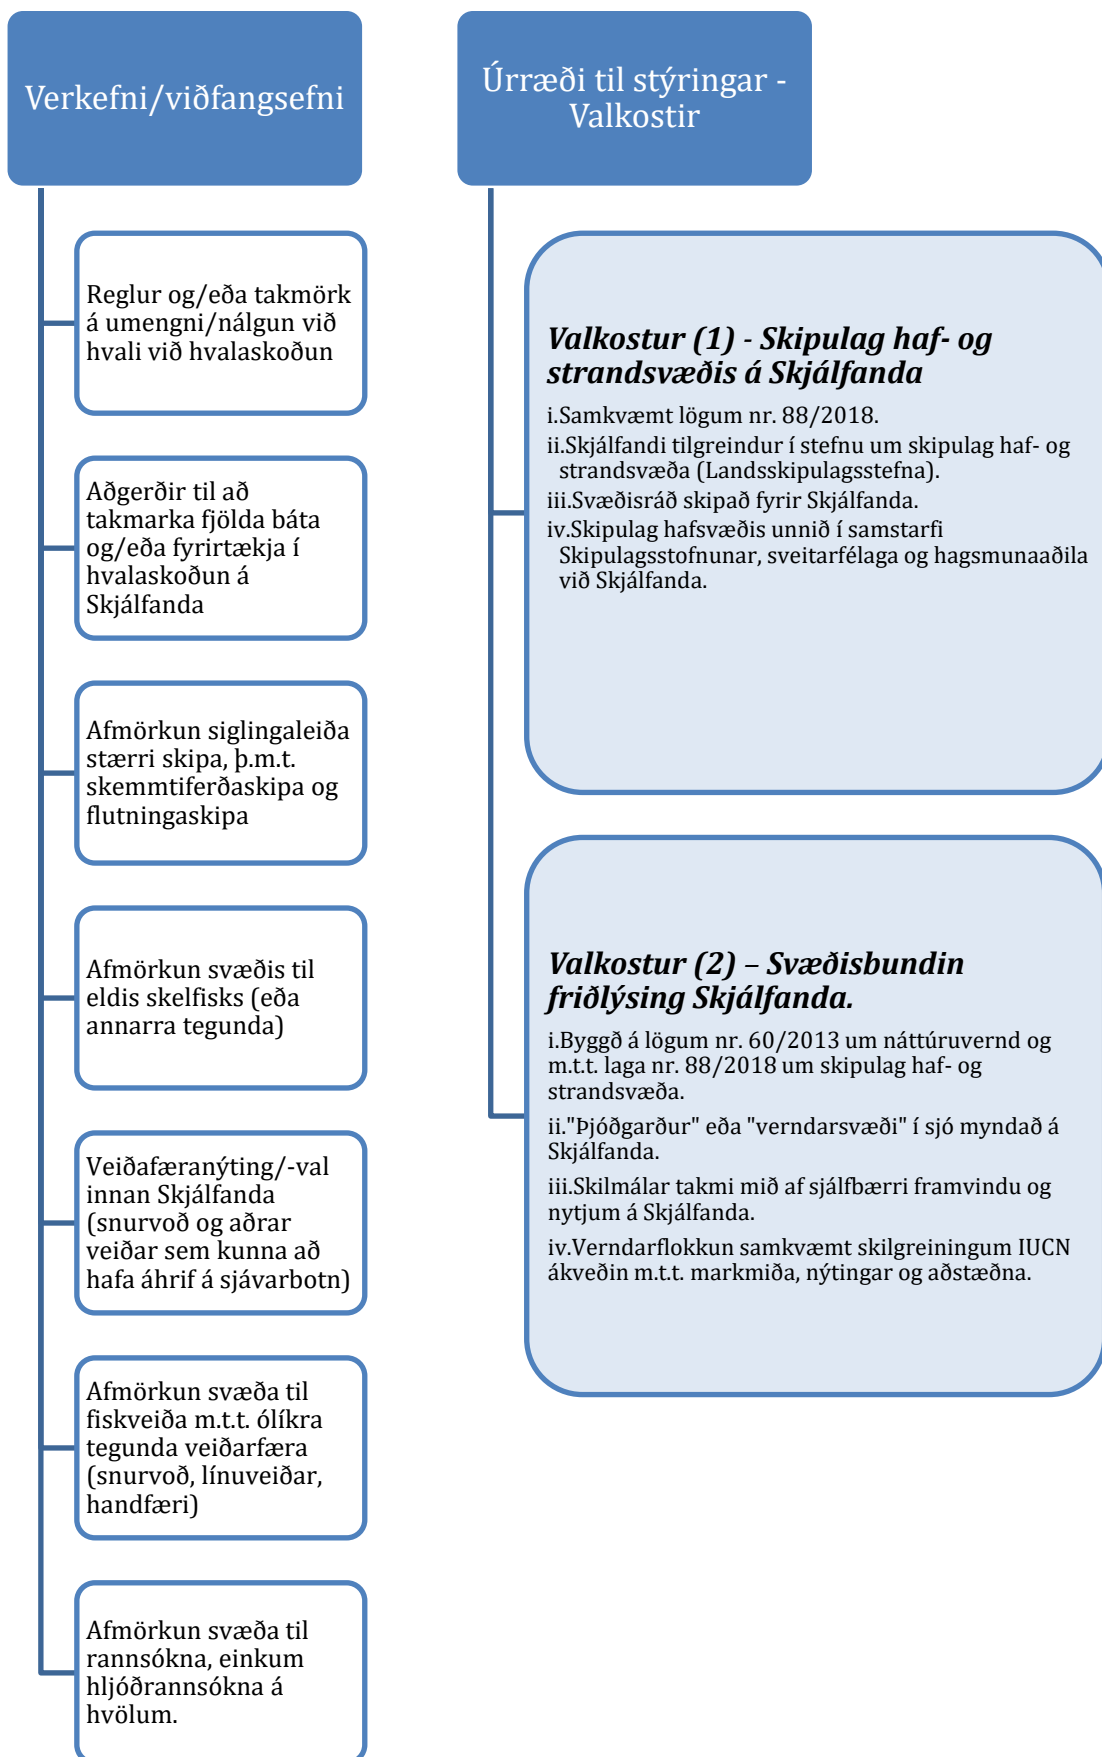 Verkefni/viðfangsefni
Reglur og/eða takmörk
á umengni/nálgun við
hvali við hvalaskoðun
Aðgerðir til að
takmarka fjölda báta
og/eða fyrirtækja í
hvalaskoðun á
Skjálfanda
Afmörkun siglingaleiða
stærri skipa, þ.m.t.
skemmtiferðaskipa og
flutningaskipa
Afmörkun svæðis til
eldis skelfisks (eða
annarra tegunda)
Veiðafæranýting/-val
innan Skjálfanda
(snurvoð og aðrar
veiðar sem kunna að
hafa áhrif á sjávarbotn)
Afmörkun svæða til
fiskveiða m.t.t. ólíkra
tegunda veiðarfæra
(snurvoð, línuveiðar,
handfæri)
Afmörkun svæða til
rannsókna, einkum
hljóðrannsókna á
hvölum.
Úrræði til stýringar -
Valkostir
Valkostur (1) - Skipulag haf- og
strandsvæðis á Skjálfanda
i.Samkvæmt lögum nr. 88/2018.
ii.Skjálfandi tilgreindur í stefnu um skipulag haf- og
strandsvæða (Landsskipulagsstefna).
iii.Svæðisráð skipað fyrir Skjálfanda.
iv.Skipulag hafsvæðis unnið í samstarfi
Skipulagsstofnunar, sveitarfélaga og hagsmunaaðila
við Skjálfanda.
Valkostur (2) – Svæðisbundin
friðlýsing Skjálfanda.
i.Byggð á lögum nr. 60/2013 um náttúruvernd og
m.t.t. laga nr. 88/2018 um skipulag haf- og
strandsvæða.
ii."Þjóðgarður" eða "verndarsvæði" í sjó myndað á
Skjálfanda.
iii.Skilmálar takmi mið af sjálfbærri framvindu og
nytjum á Skjálfanda.
iv.Verndarflokkun samkvæmt skilgreiningum IUCN
ákveðin m.t.t. markmiða, nýtingar og aðstæðna.